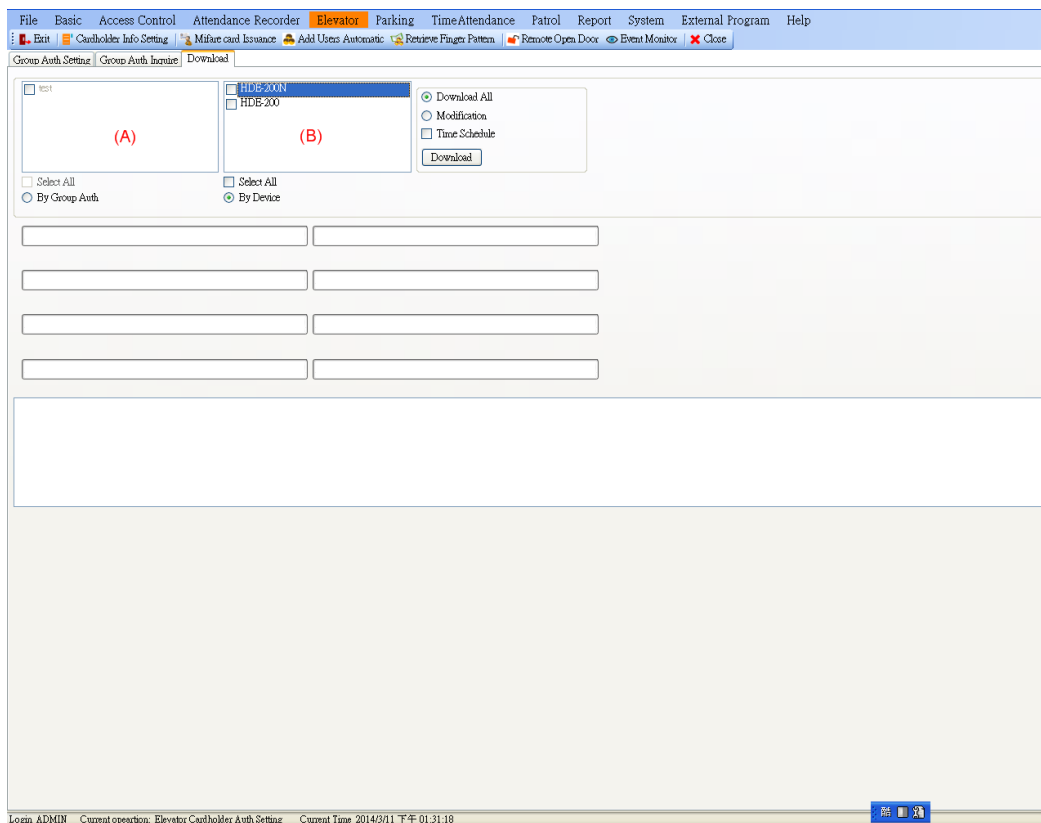 File Basic Access Control Attendance Recorder Elevator Parking TimeAttendance Patrol Report System External Program Help
Exit Cardholder Info Setting Mifare card Issuance Add Users Automatic Retrieve Finger Pattern Remote Open Door Event Monitor Close
Group Auth Setting Group Auth Inquire Download
test
HDE-200N
HDE-200
(A)
(B)
Download All
Modification
Time Schedule
Download
Select All
Select All
By Group Auth
By Device
酷
Login ADMIN Current opeartion: Elevator Cardholder Auth Setting Current Time 2014/3/11 下午 01:31:18